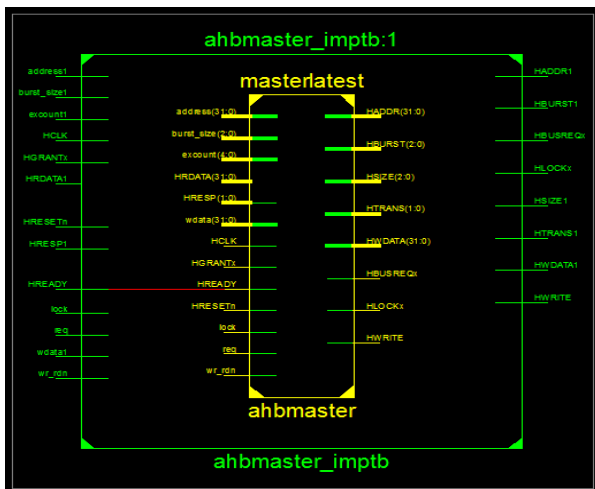 ahbmaster_imptb:1
address1
burst_size1
excount1
HCLK
HGRANTx
HRDATA1
HRESETn
HRESP1
HREADY
lock
req
wdata1
wr_rdn
masterlatest
address(31:0)
burst_size(2:0)
excount(4:0)
HRDATA(31:0)
HRESP(1:0)
wdata(31:0)
HCLK
HGRANTx
HREADY
HRESETn
lock
req
wr_rdn
HADDR(31:0)
HBURST(2:0)
HSIZE(2:0)
HTRANS(1:0)
HWDATA(31:0)
HBUSREQx
HLOCKx
HWRITE
ahbmaster
HADDR1
HBURST1
HBUSREQx
HLOCKx
HSIZE1
HTRANS1
HWDATA1
HWRITE
ahbmaster_imptb